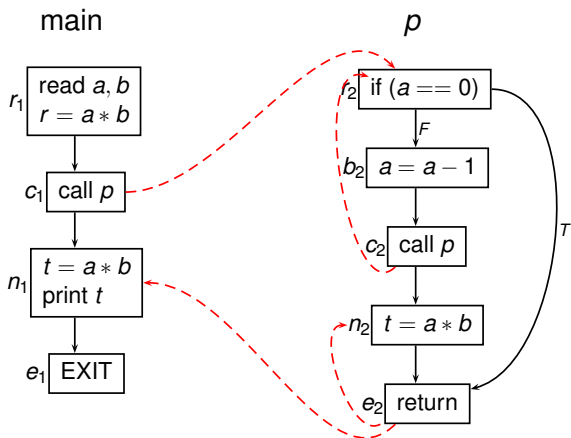 main
r1
read a, b
r = a ∗ b
c1
call p
n1
t = a ∗ b
print t
e1
EXIT
p
r2
if (a == 0)
F
T
b2
a = a − 1
c2
call p
n2
t = a ∗ b
e2
return